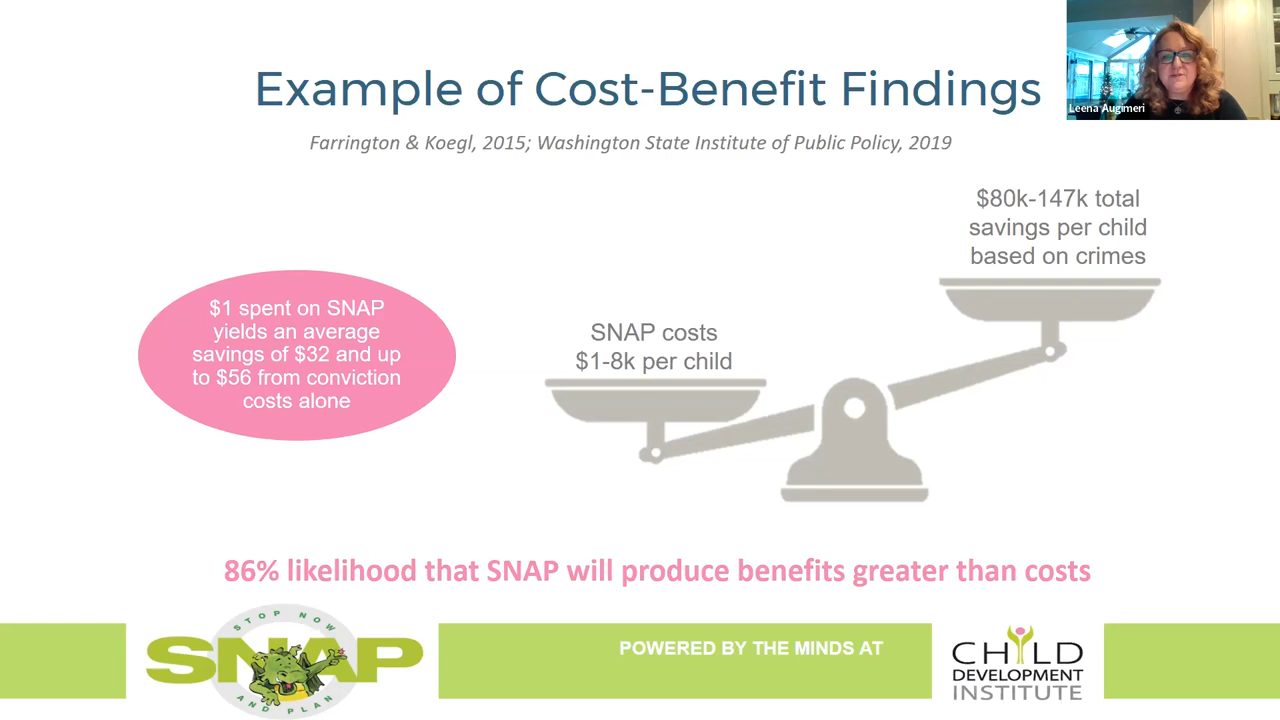 Example of Cost-Benefit Findings
Leena Augimeri
Farrington & Koegl, 2015; Washington State Institute of Public Policy, 2019
$80k-147k total
savings per child
based on crimes
$1 spent on SNAP
yields an average
savings of $32 and up
to $56 from conviction
costs alone
SNAP costs
$1-8k per child
86% likelihood that SNAP will produce benefits greater than costs
STOP NOW
SNAP
AND PLAN
POWERED BY THE MINDS AT
CHILD
DEVELOPMENT
INSTITUTE